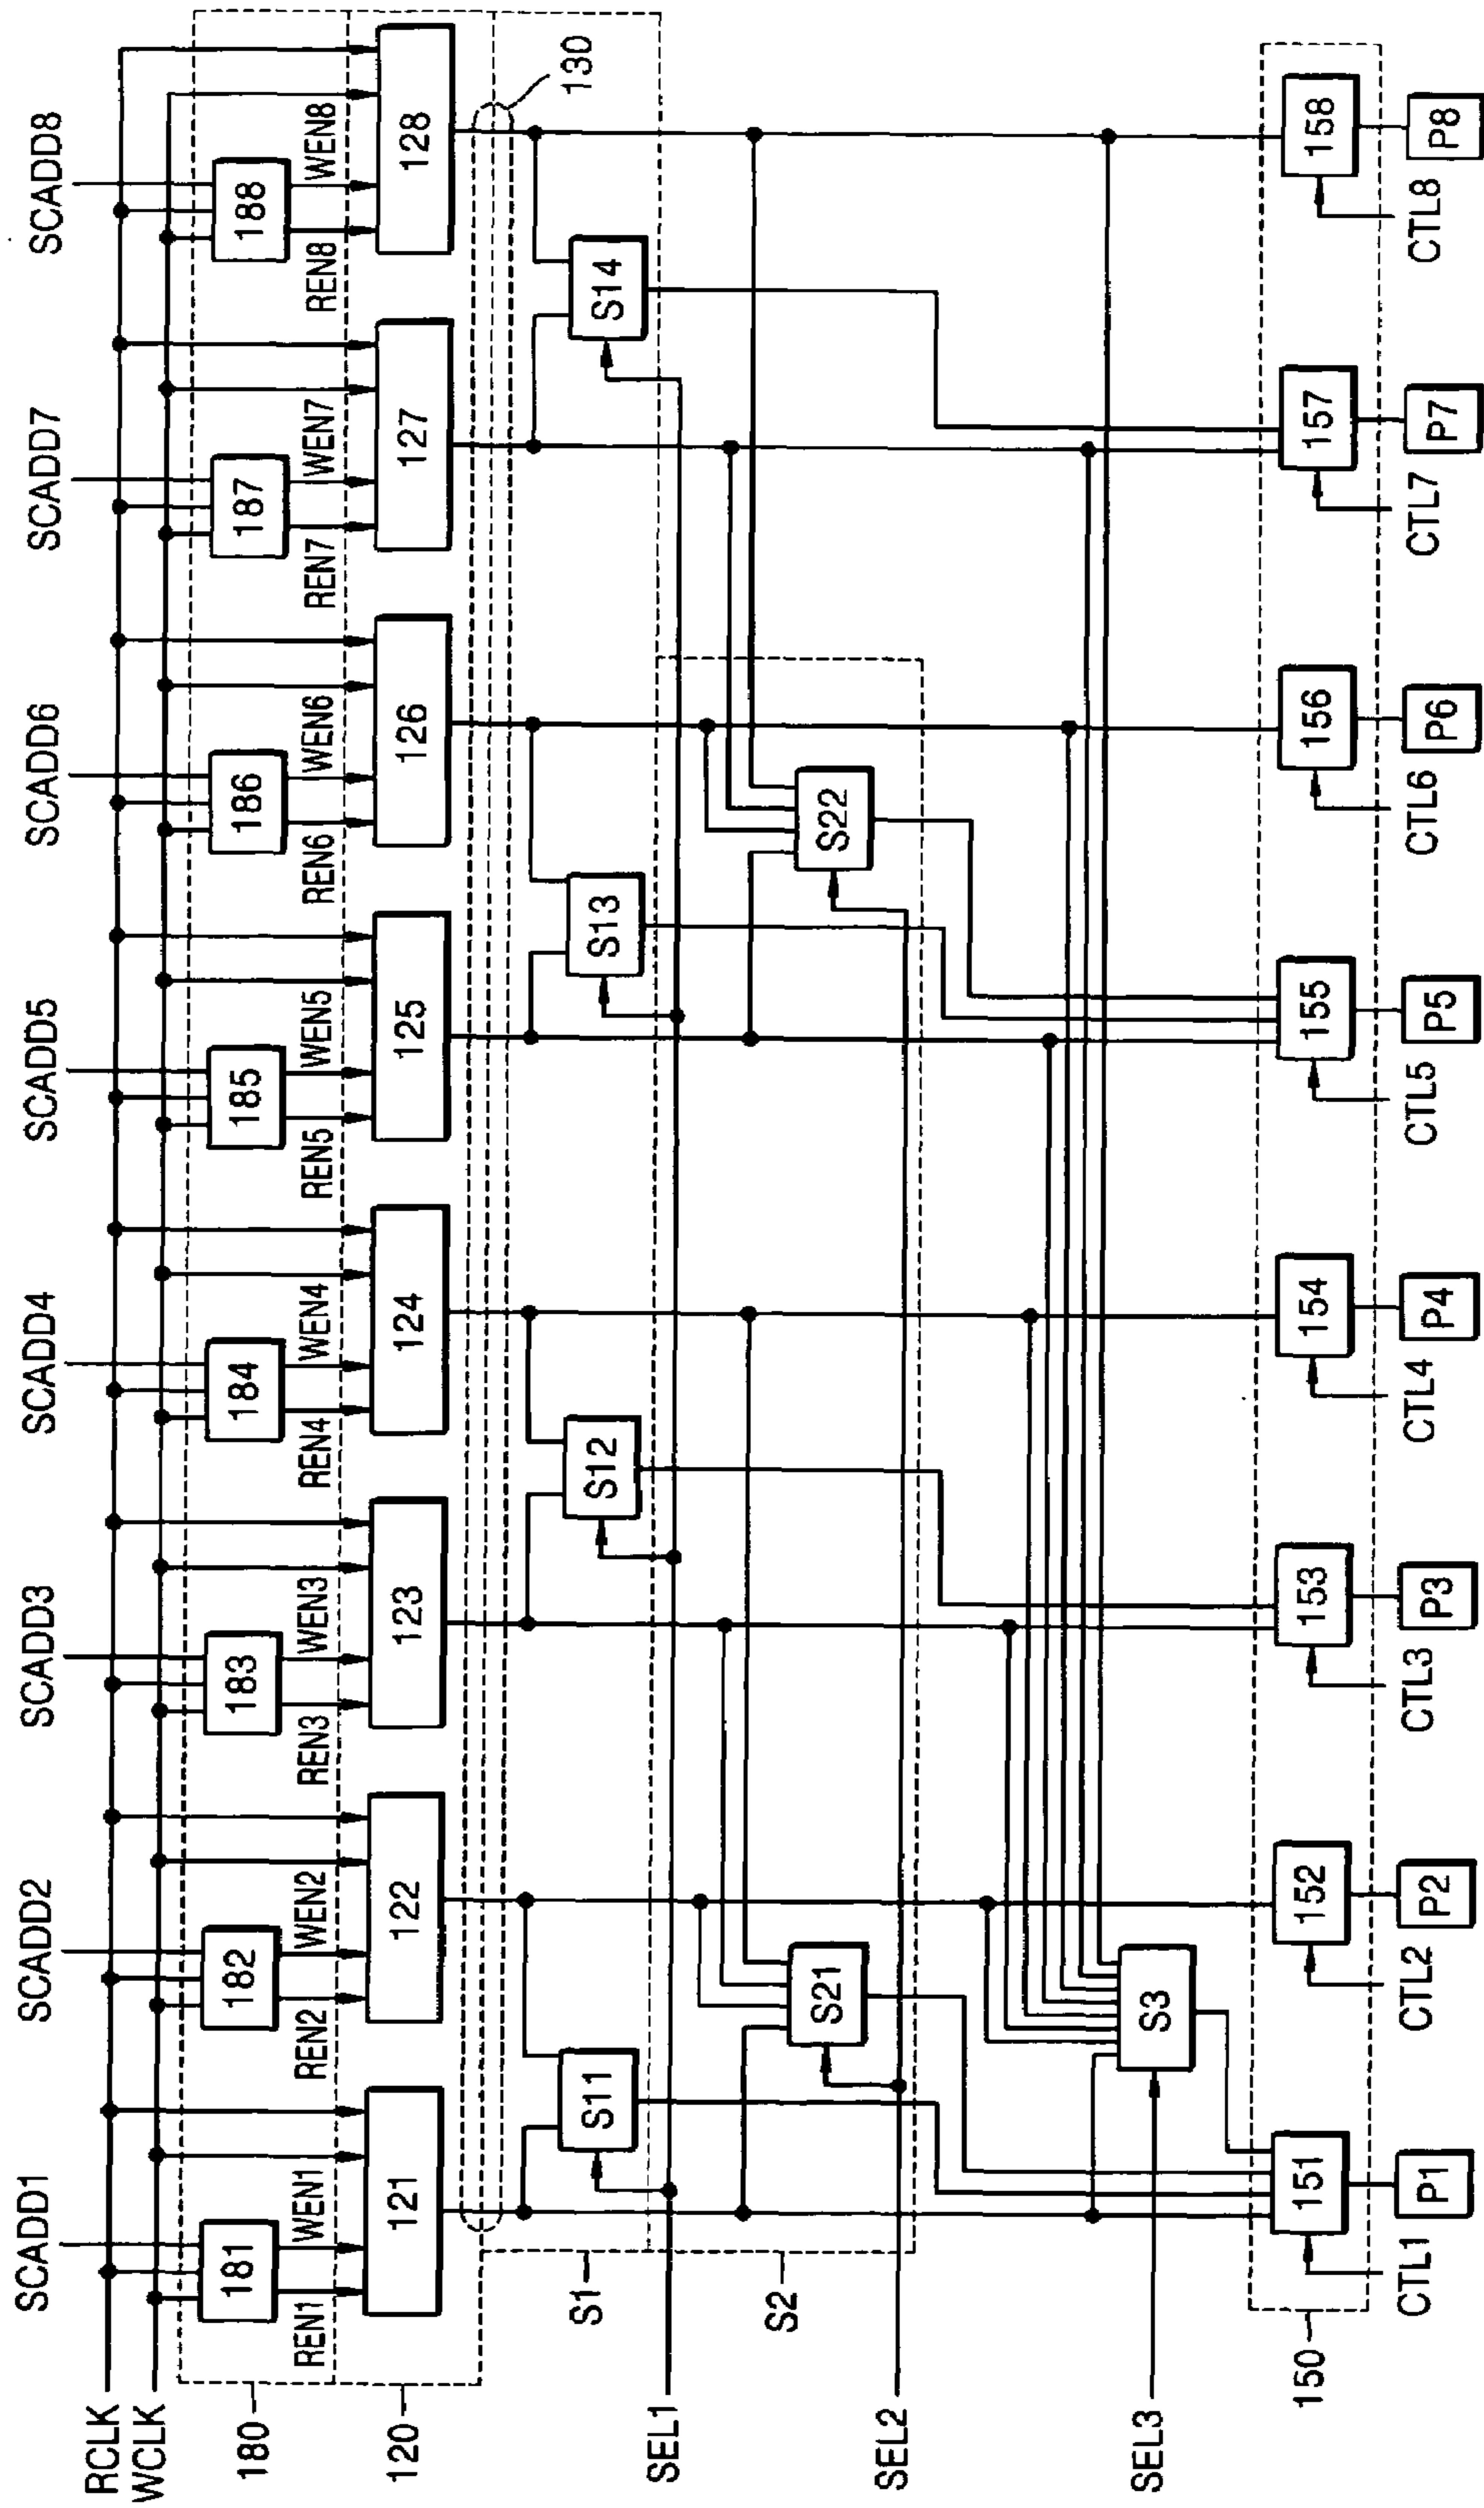 SCADD1 SCADD2 SCADD3 SCADD4 SCADD5 SCADD6 SCADD7 SCADD8
RCLK
WCLK
180
181 182 183 184 185 186 187 188
REN1 WEN1 REN2 WEN2 REN3 WEN3 REN4 WEN4 REN5 WEN5 REN6 WEN6 REN7 WEN7 REN8 WEN8
120
121 122 123 124 125 126 127 128
130
S1
S11 S12 S13 S14
SEL1
S2
S21 S22
SEL2
S3
SEL3
150
151 152 153 154 155 156 157 158
CTL1 CTL2 CTL3 CTL4 CTL5 CTL6 CTL7 CTL8
P1 P2 P3 P4 P5 P6 P7 P8